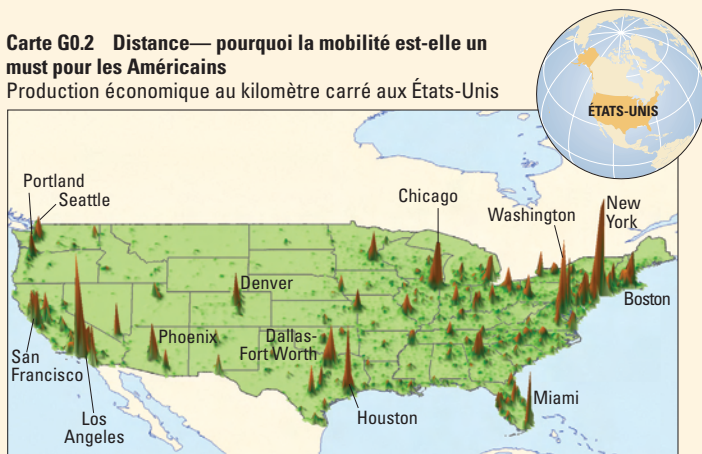 Carte G0.2 Distance— pourquoi la mobilité est-elle un
must pour les Américains
Production économique au kilomètre carré aux États-Unis
ÉTATS-UNIS
Portland
Seattle
Chicago
Washington
New
York
Denver
Boston
Phoenix
Dallas-
Fort Worth
San
Francisco
Los
Angeles
Houston
Miami